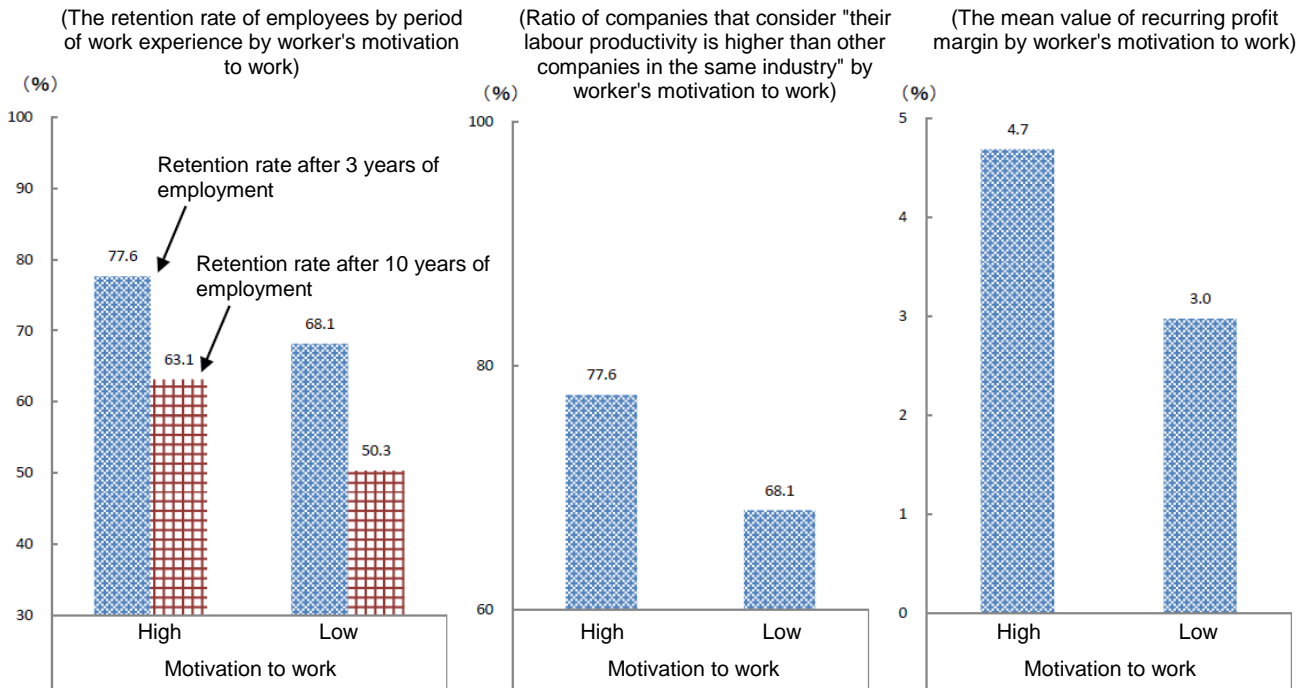 (The retention rate of employees by period
of work experience by worker's motivation
to work)
(%)
100
90
80
70
60
50
40
30
Retention rate after 3 years of
employment
Retention rate after 10 years of
employment
77.6
63.1
68.1
50.3
High
Low
Motivation to work
(Ratio of companies that consider "their
labour productivity is higher than other
companies in the same industry" by
worker's motivation to work)
(%)
100
80
60
77.6
68.1
High
Low
Motivation to work
(The mean value of recurring profit
margin by worker's motivation to work)
(%)
5
4
3
2
1
0
4.7
3.0
High
Low
Motivation to work